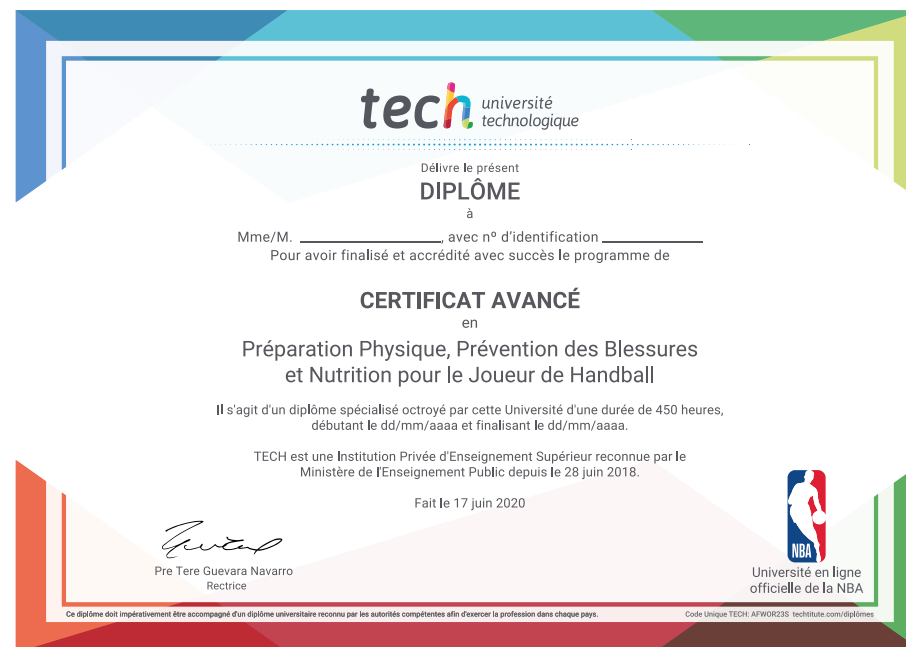 tech université
technologique
Délivre le présent
DIPLÔME
à
Mme/M. ____________________, avec nº d'identification ______________
Pour avoir finalisé et accrédité avec succès le programme de
CERTIFICAT AVANCÉ
en
Préparation Physique, Prévention des Blessures
et Nutrition pour le Joueur de Handball
Il s'agit d'un diplôme spécialisé octroyé par cette Université d'une durée de 450 heures,
débutant le dd/mm/aaaa et finalisant le dd/mm/aaaa.
TECH est une Institution Privée d'Enseignement Supérieur reconnue par le
Ministère de l'Enseignement Public depuis le 28 juin 2018.
Fait le 17 juin 2020
Pre Tere Guevara Navarro
Rectrice
NBA
Université en ligne
officielle de la NBA
Ce diplôme doit impérativement être accompagné d'un diplôme universitaire reconnu par les autorités compétentes afin d'exercer la profession dans chaque pays.
Code Unique TECH: AFWOR23S techtitute.com/diplômes